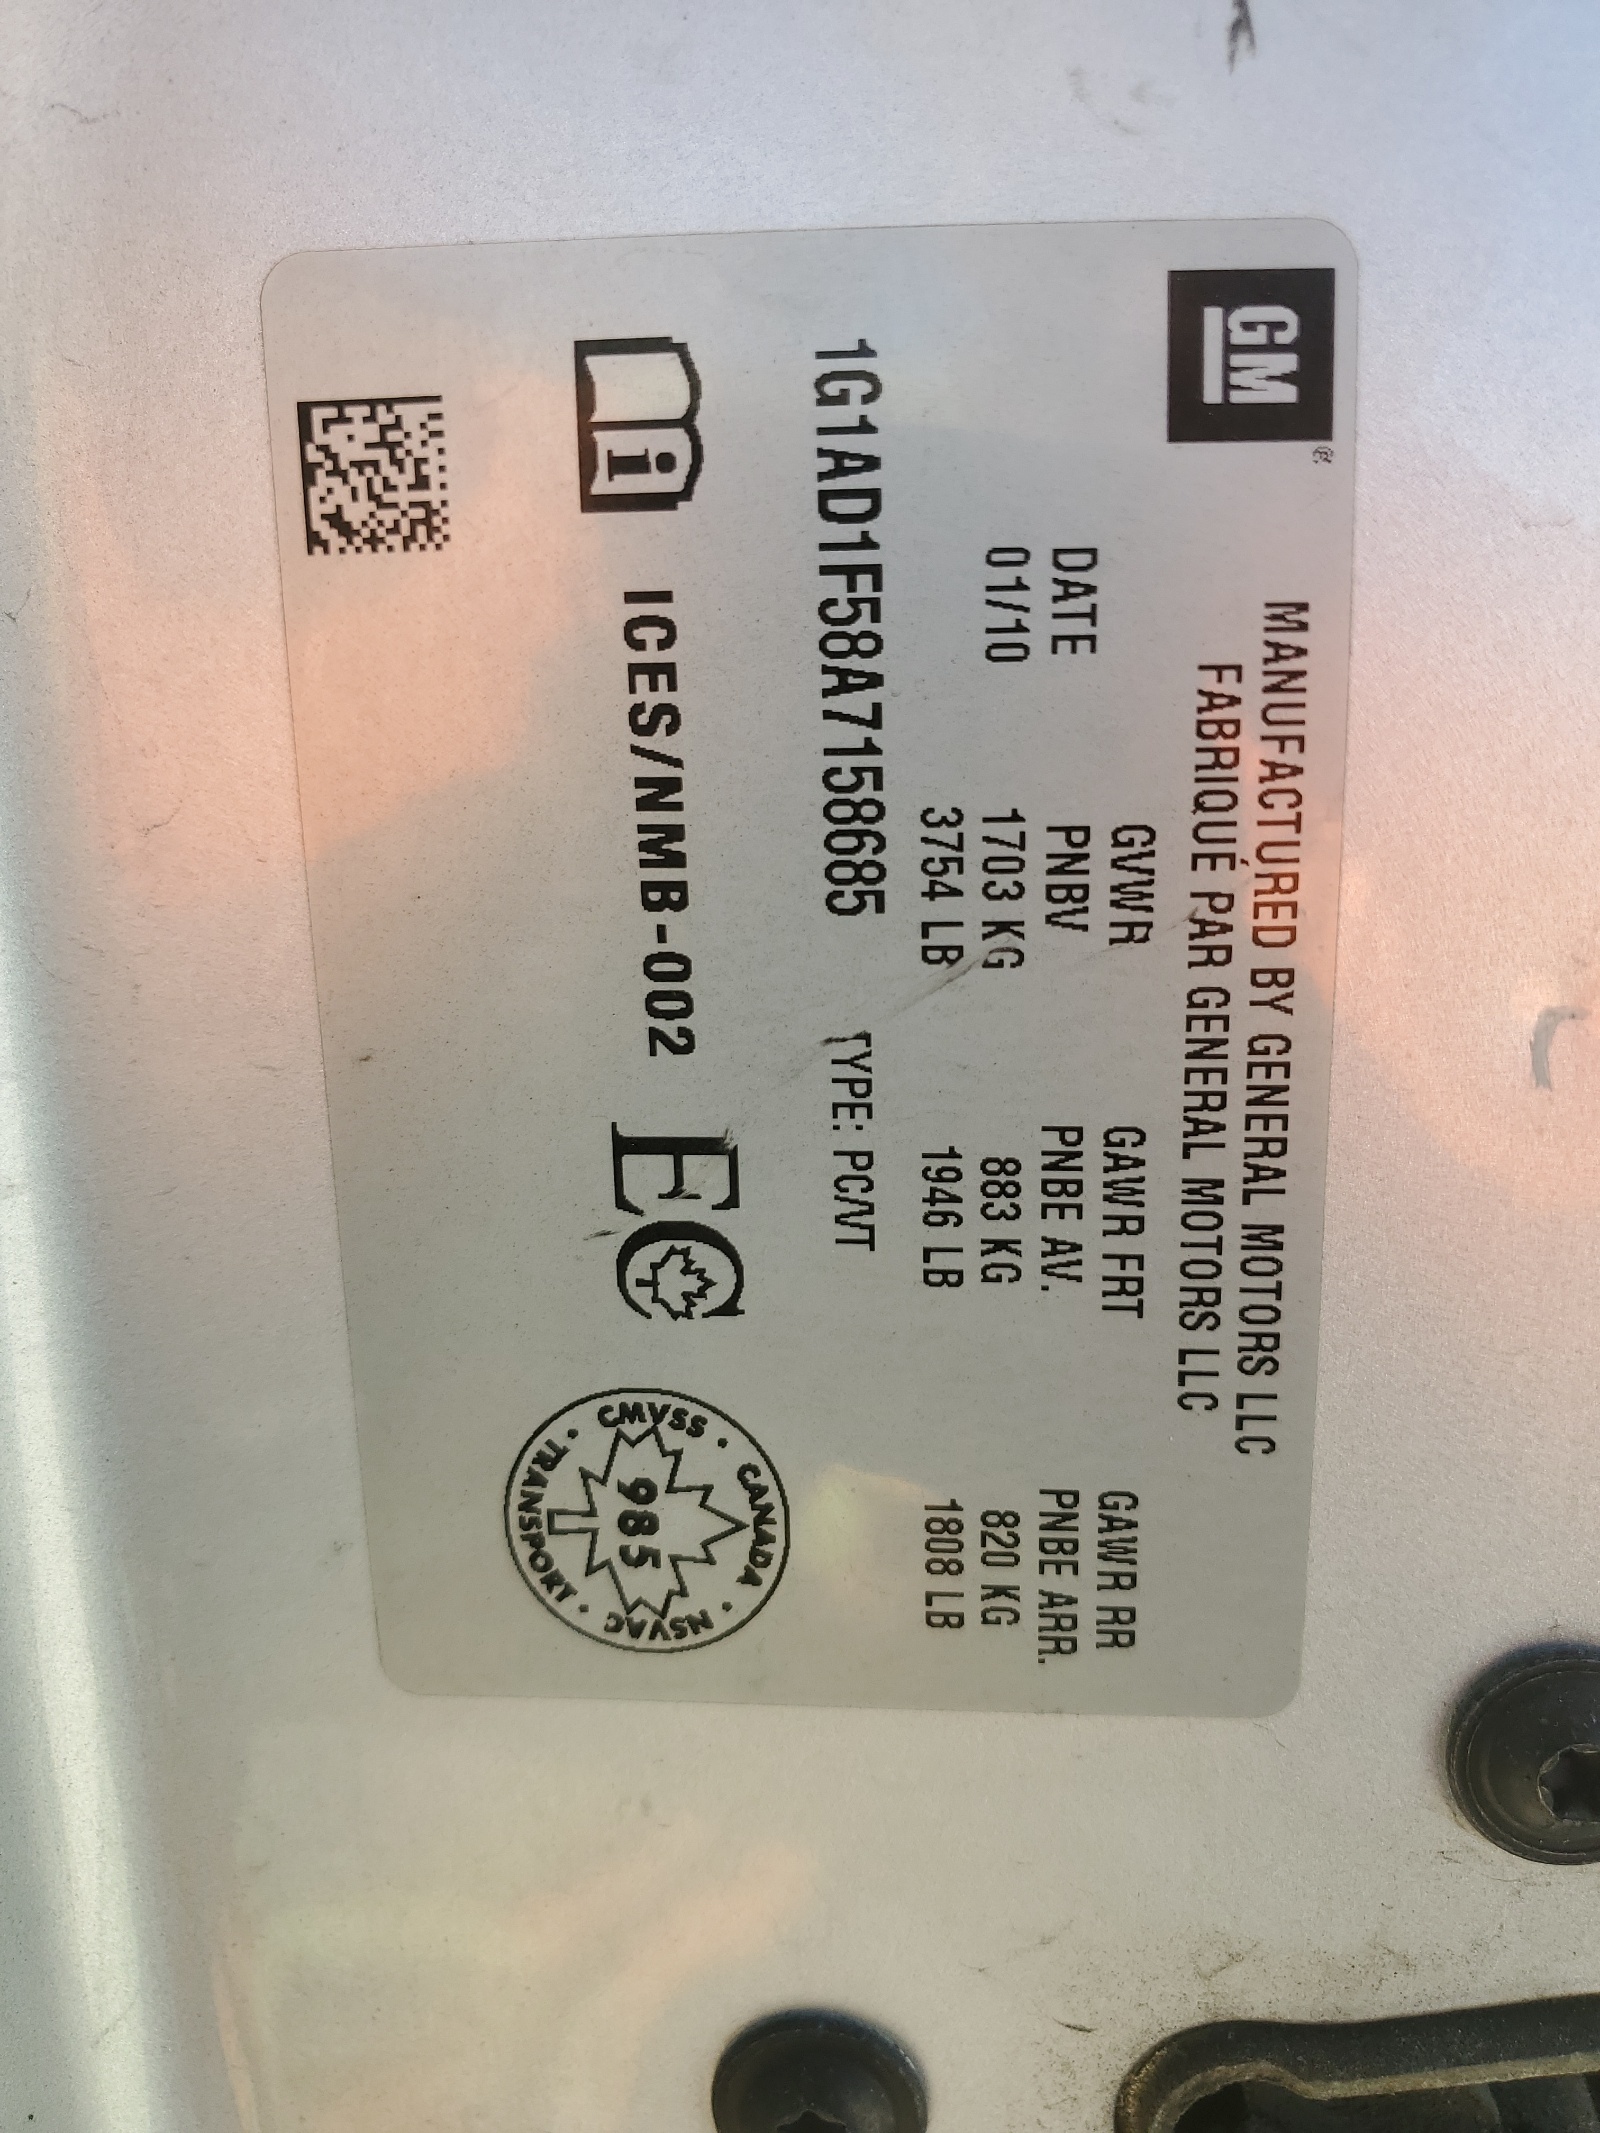 GM®
MANUFACTURED BY GENERAL MOTORS LLC
FABRIQUÉ PAR GENERAL MOTORS LLC
DATE GVWR GAWR FRT GAWR RR
01/10 PNBV PNBE AV. PNBE ARR.
1703 KG 883 KG 820 KG
3754 LB 1946 LB 1808 LB
1G1AD1F58A7158685 TYPE: PC/VT
i ICES/NMB-002 EC
CMVSS · CANADA · NSVAC · TRANSPORT ·
985